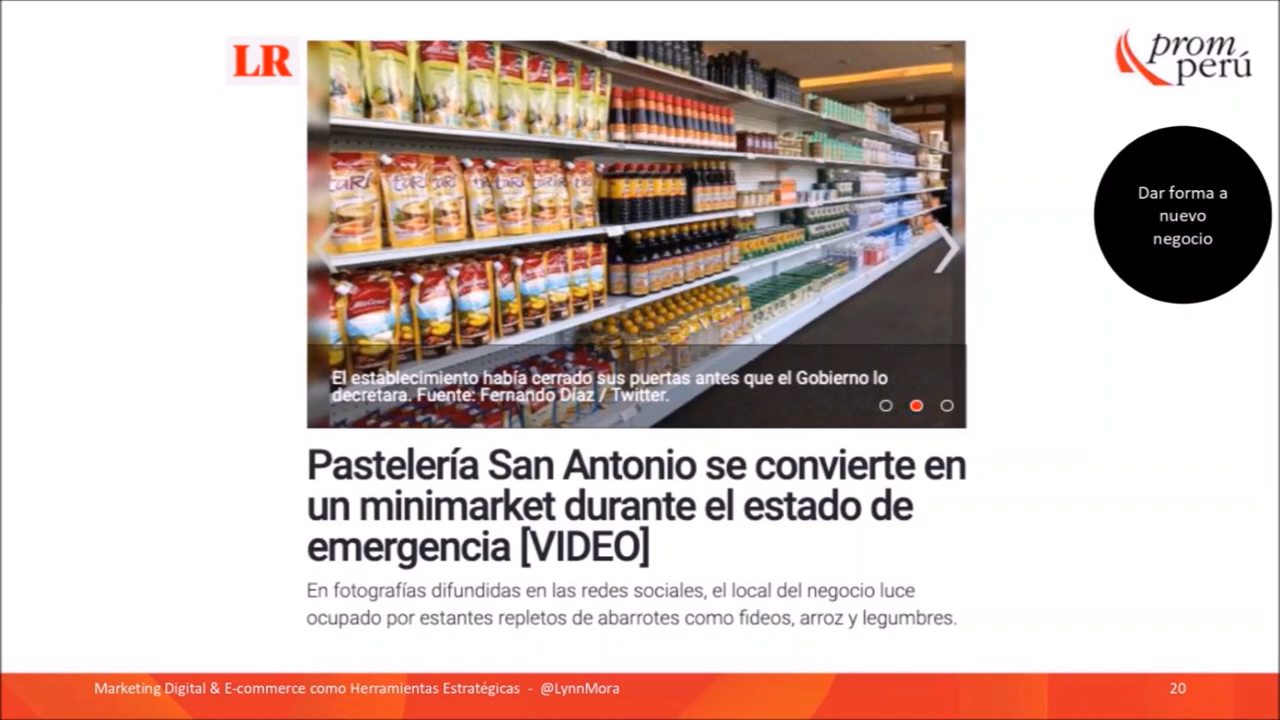 LR
prom
perú
Dar forma a
nuevo
negocio
El establecimiento había cerrado sus puertas antes que el Gobierno lo
decretara. Fuente: Fernando Díaz / Twitter.
Pastelería San Antonio se convierte en
un minimarket durante el estado de
emergencia [VIDEO]
En fotografías difundidas en las redes sociales, el local del negocio luce
ocupado por estantes repletos de abarrotes como fideos, arroz y legumbres.
Marketing Digital & E-commerce como Herramientas Estratégicas - @LynnMora
20